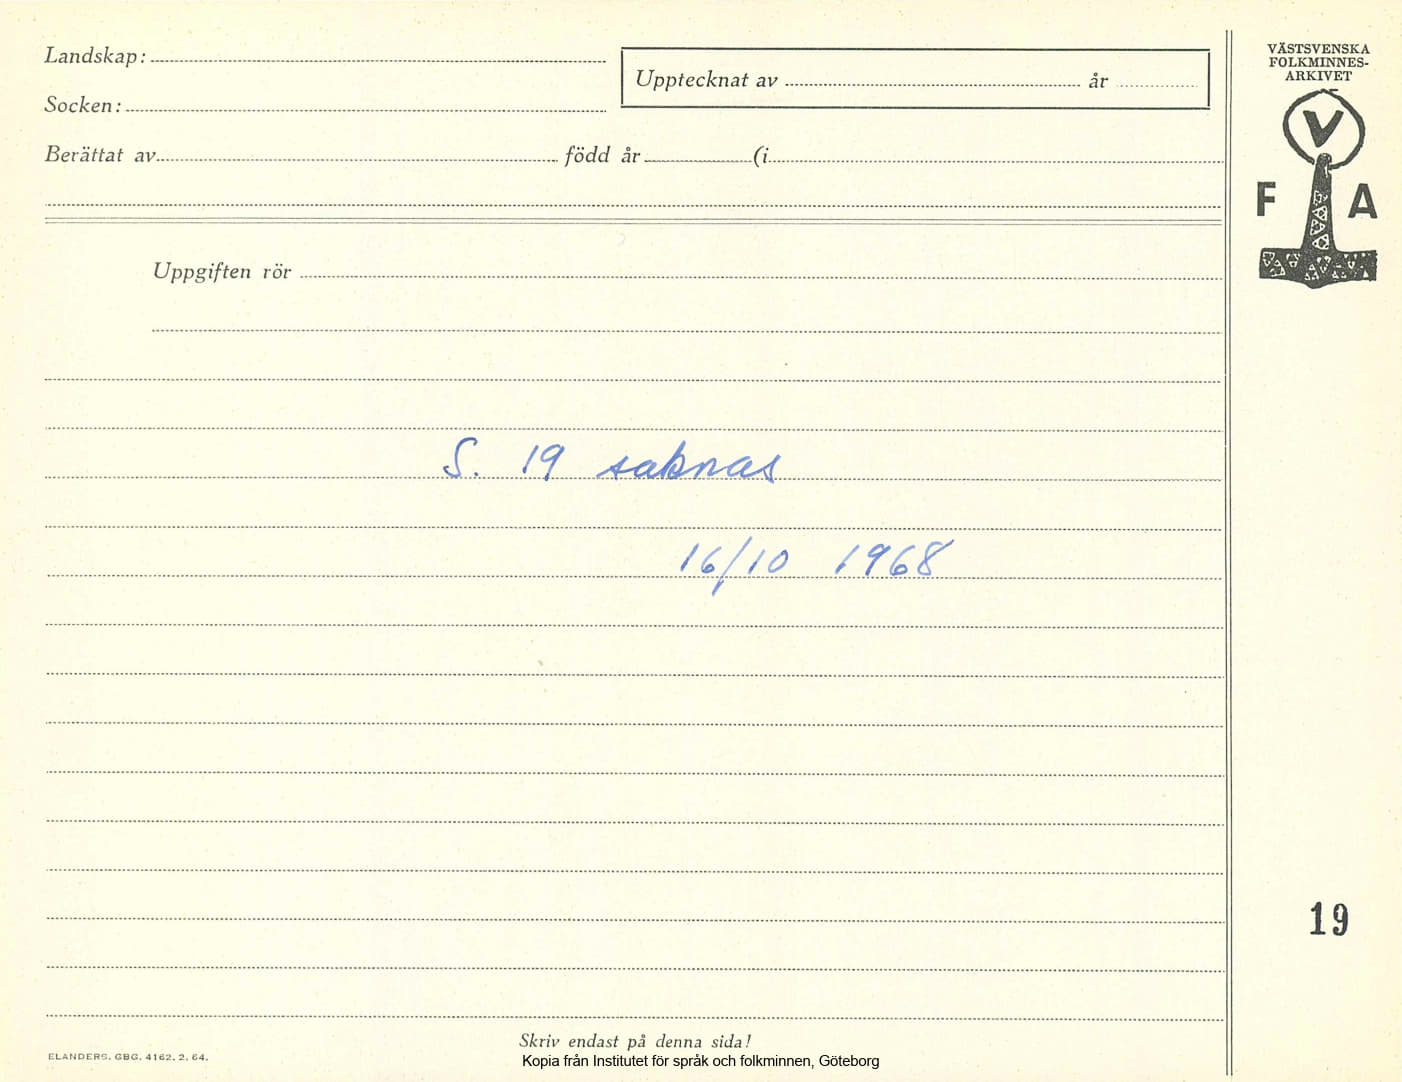 Landskap:
Socken:
Upptecknat av år
Berättat av född år (i
VÄSTSVENSKA
FOLKMINNES-
ARKIVET
V
F A
Uppgiften rör
S. 19 saknas
16/10 1968
19
Skriv endast på denna sida!
ELANDERS. GBG. 4162. 2. 64.
Kopia från Institutet för språk och folkminnen, Göteborg